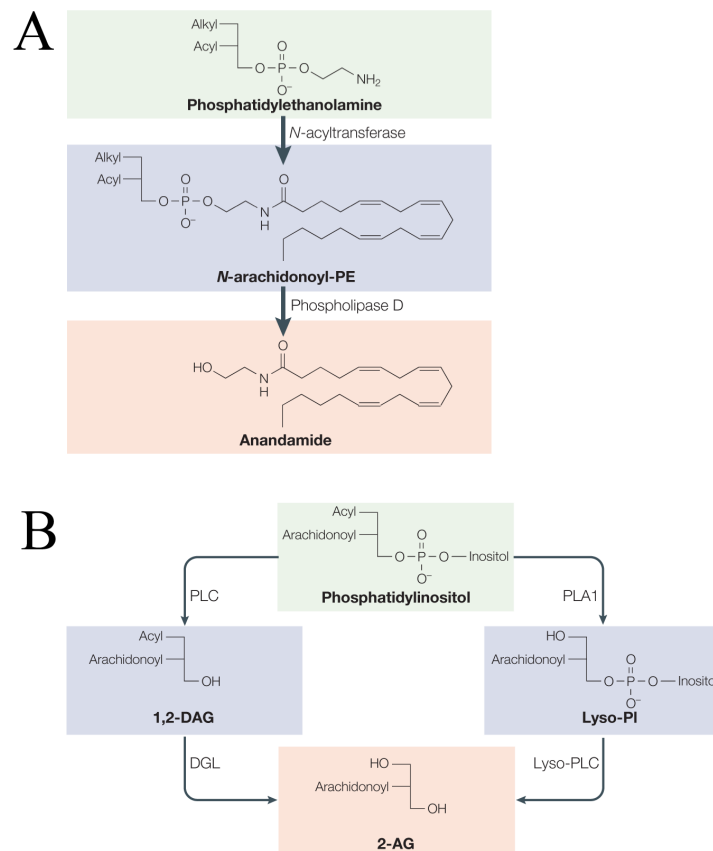 A
Alkyl
Acyl
O
O P O
O⁻
NH₂
Phosphatidylethanolamine
N-acyltransferase
Alkyl
Acyl
O
O P O
O⁻
N
H
O
N-arachidonoyl-PE
Phospholipase D
O
HO
N
H
Anandamide
B
Acyl
Arachidonoyl
O
O P O Inositol
O⁻
Phosphatidylinositol
PLC
PLA1
Acyl
Arachidonoyl
OH
1,2-DAG
HO
Arachidonoyl
O
O P O Inositol
O⁻
Lyso-PI
DGL
Lyso-PLC
HO
Arachidonoyl
OH
2-AG